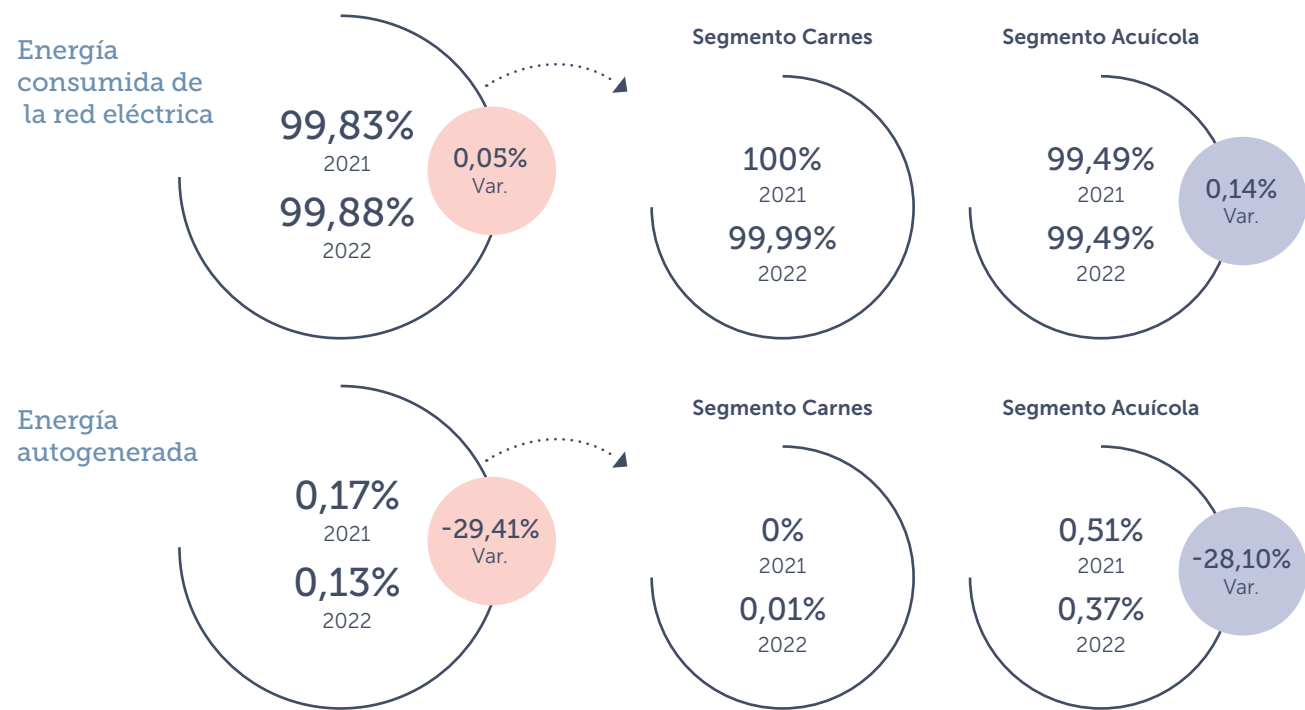 Energía
consumida de
la red eléctrica
99,83%
2021
99,88%
2022
0,05%
Var.
Segmento Carnes
100%
2021
99,99%
2022
Segmento Acuícola
99,49%
2021
99,49%
2022
0,14%
Var.
Energía
autogenerada
0,17%
2021
0,13%
2022
-29,41%
Var.
Segmento Carnes
0%
2021
0,01%
2022
Segmento Acuícola
0,51%
2021
0,37%
2022
-28,10%
Var.